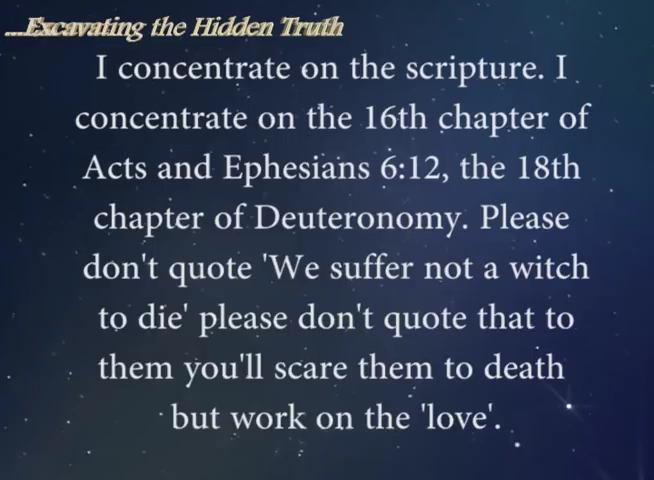 ...Excavating the Hidden Truth
I concentrate on the scripture. I
concentrate on the 16th chapter of
Acts and Ephesians 6:12, the 18th
chapter of Deuteronomy. Please
don't quote 'We suffer not a witch
to die' please don't quote that to
them you'll scare them to death
but work on the 'love'.